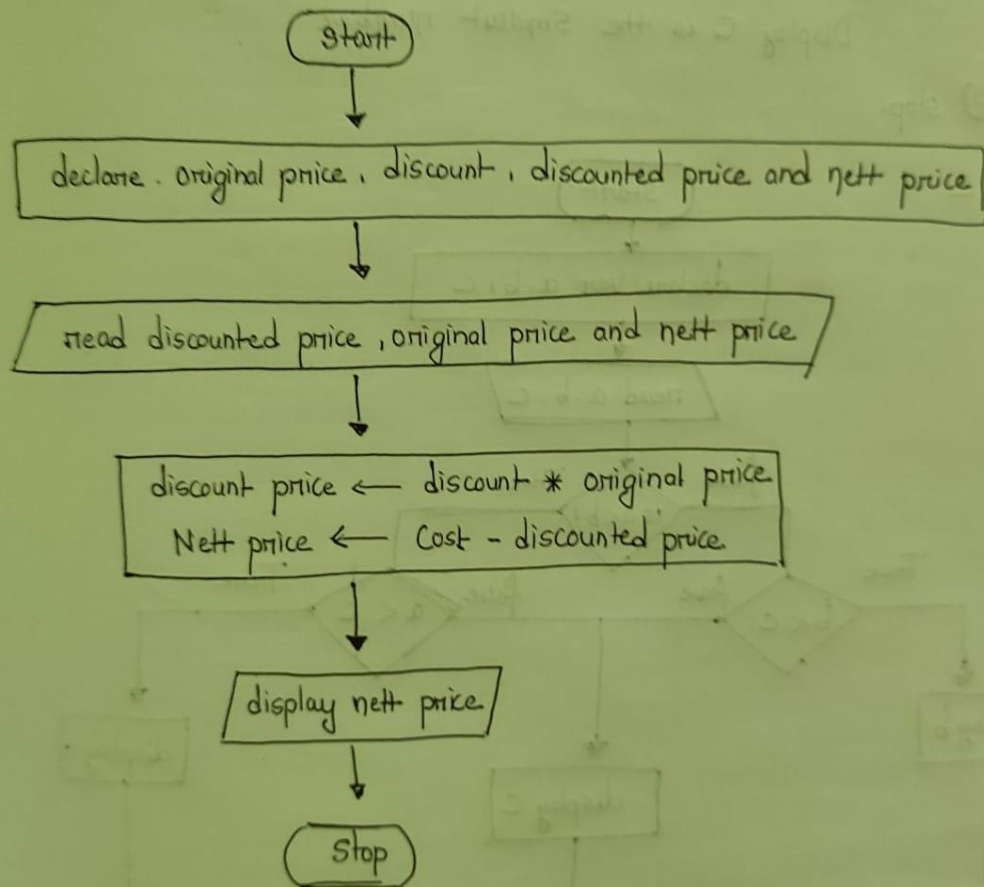 Start
declare. original price, discount, discounted price and nett price
read discounted price, original price and nett price
discount price ← discount * original price
Nett price ← Cost - discounted price.
display nett price
Stop